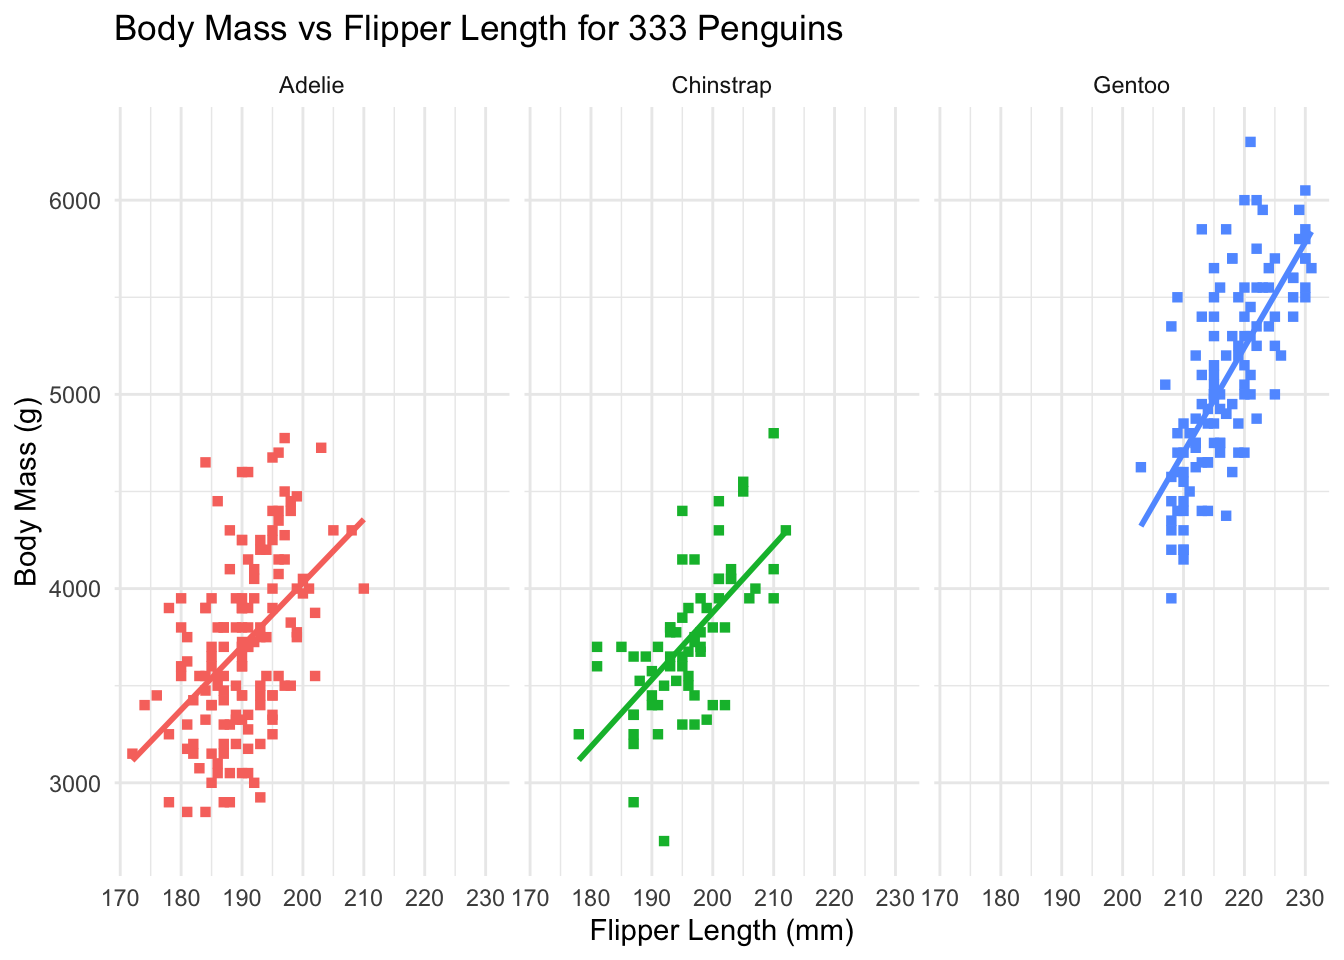 Body Mass vs Flipper Length for 333 Penguins
Adelie Chinstrap Gentoo
6000
5000
4000
3000
Body Mass (g)
170 180 190 200 210 220 230 170 180 190 200 210 220 230 170 180 190 200 210 220 230
Flipper Length (mm)